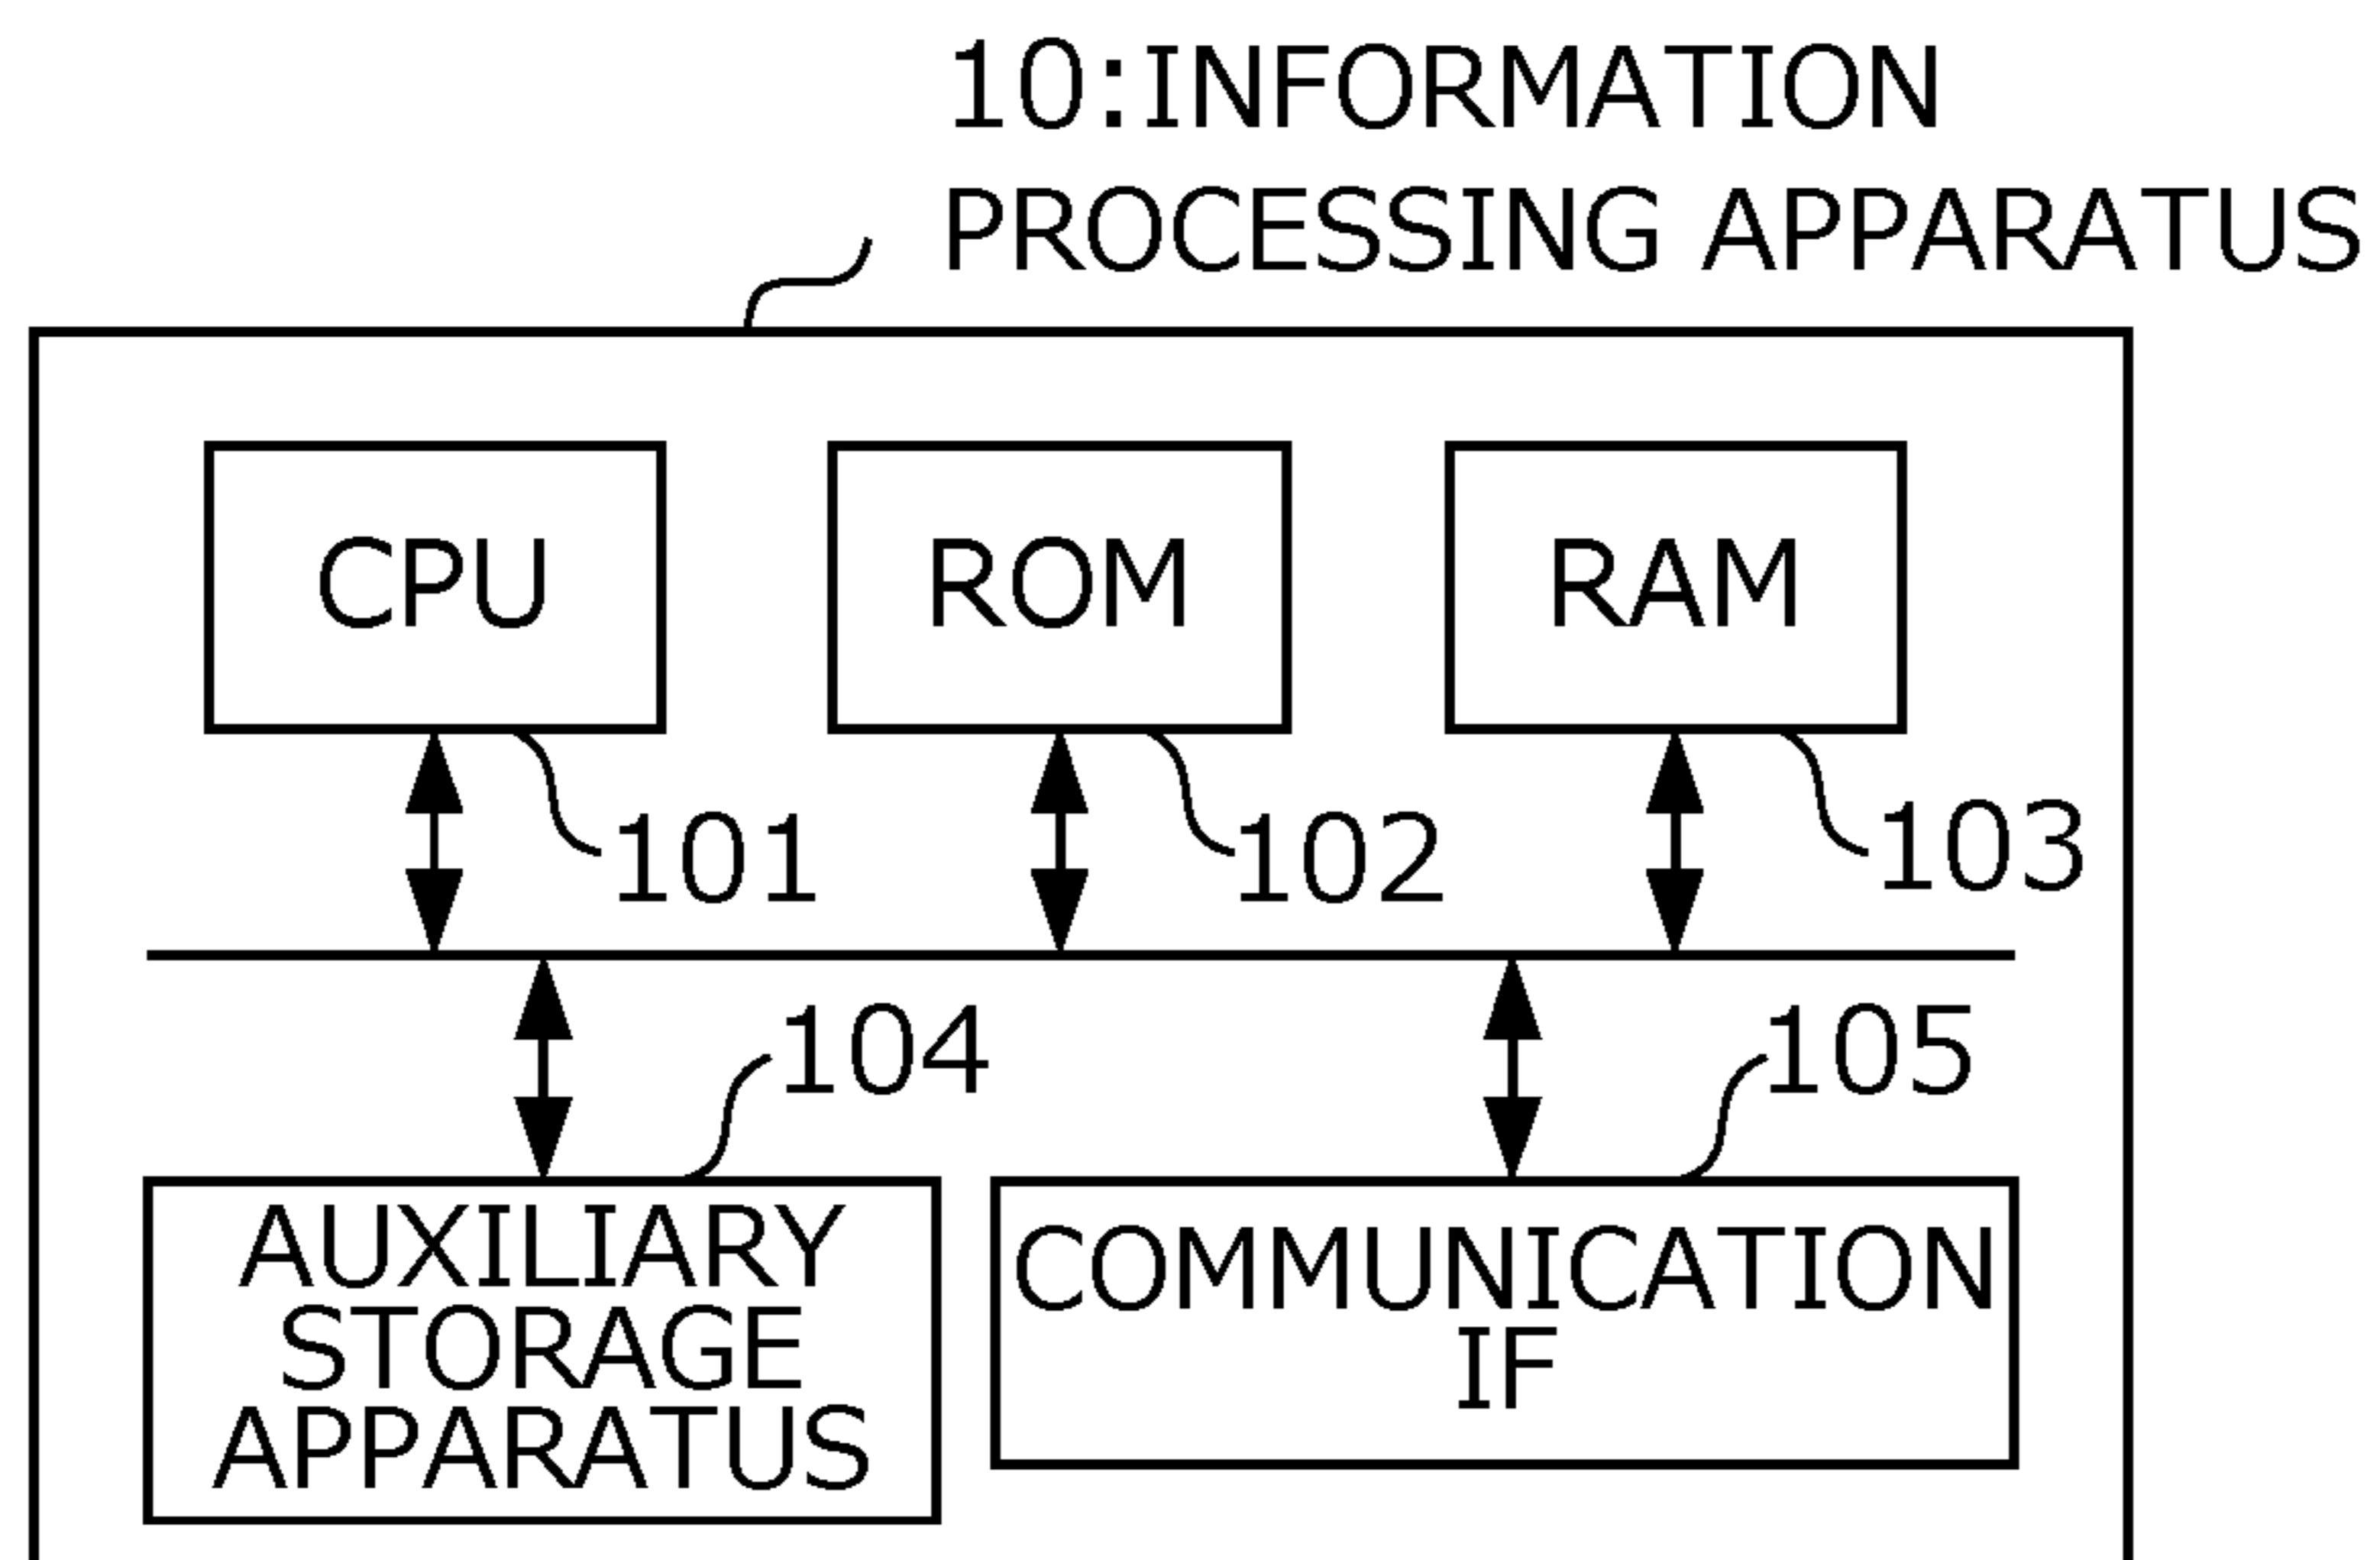 10:INFORMATION
PROCESSING APPARATUS
CPU
ROM
RAM
101
102
103
104
105
AUXILIARY
STORAGE
APPARATUS
COMMUNICATION
IF